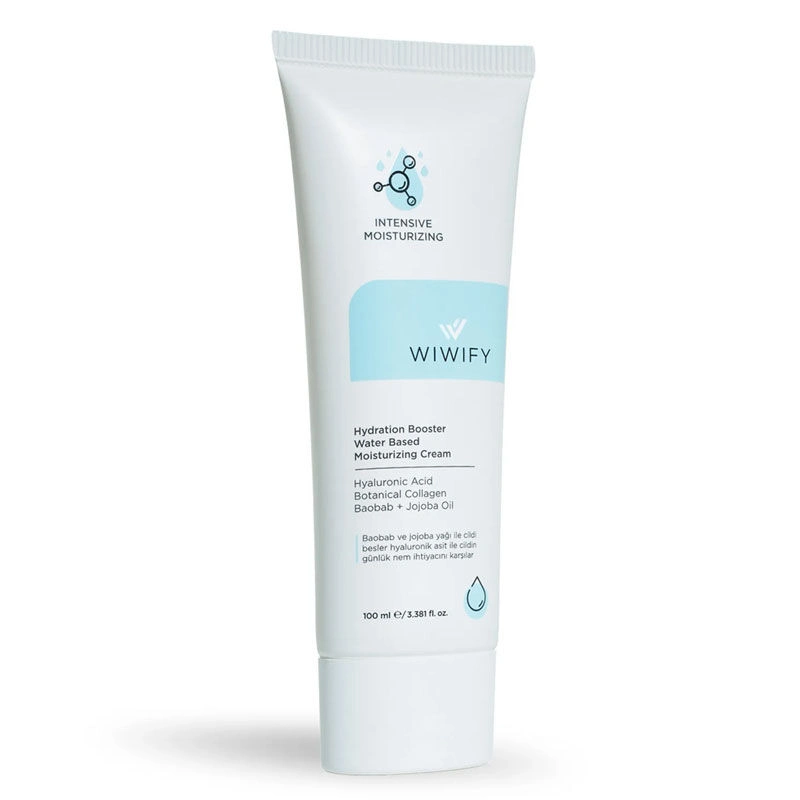 INTENSIVE
MOISTURIZING
WIWIFY
Hydration Booster
Water Based
Moisturizing Cream
Hyaluronic Acid
Botanical Collagen
Baobab + Jojoba Oil
Baobab ve jojoba yağı ile cildi
besler hyaluronik asit ile cildin
günlük nem ihtiyacını karşılar
100 ml ℮/3.381 fl. oz.